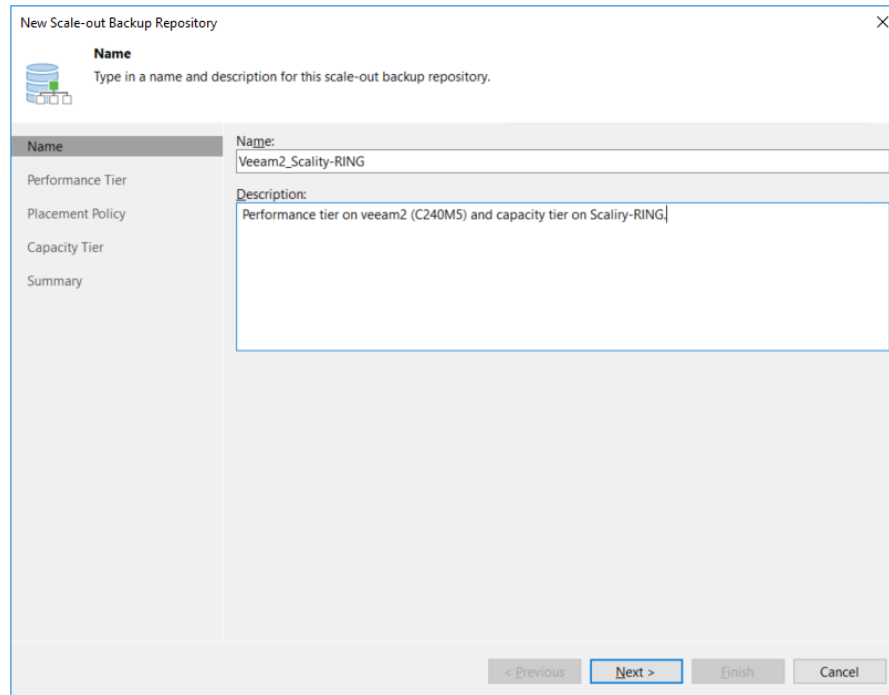 New Scale-out Backup Repository
Name
Type in a name and description for this scale-out backup repository.
Name
Performance Tier
Placement Policy
Capacity Tier
Summary
Name:
Veeam2_Scality-RING
Description:
Performance tier on veeam2 (C240M5) and capacity tier on Scaliry-RING.
< Previous
Next >
Finish
Cancel